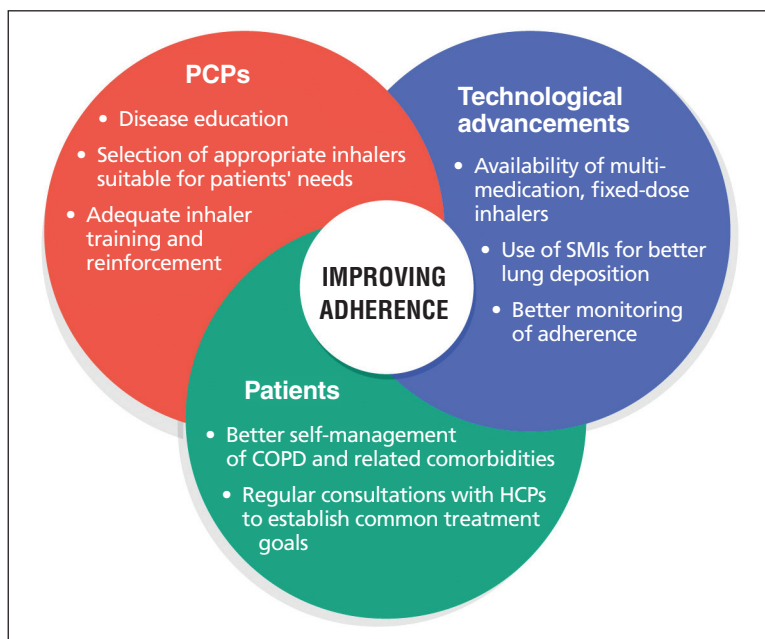 PCPs
• Disease education
• Selection of appropriate inhalers
suitable for patients' needs
• Adequate inhaler
training and
reinforcement
Technological
advancements
• Availability of multi-
medication, fixed-dose
inhalers
• Use of SMIs for better
lung deposition
• Better monitoring
of adherence
IMPROVING
ADHERENCE
Patients
• Better self-management
of COPD and related comorbidities
• Regular consultations with HCPs
to establish common treatment
goals